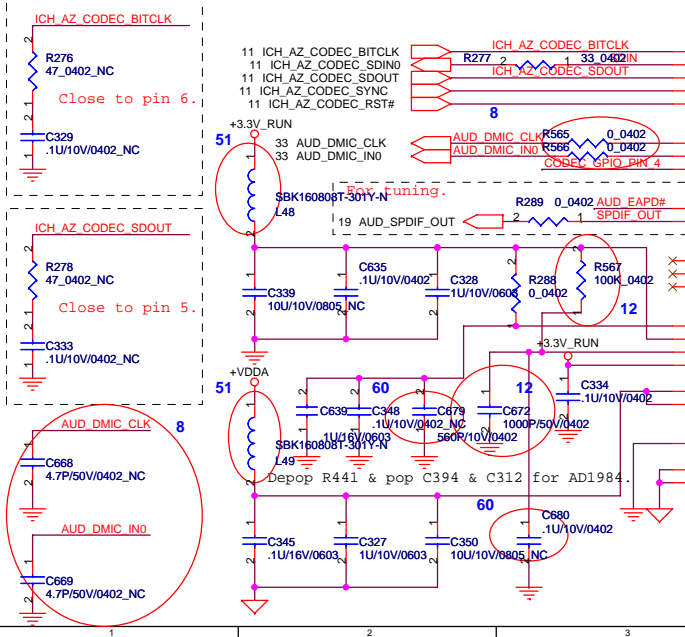 ICH_AZ_CODEC_BITCLK
R276
47_0402_NC
Close to pin 6.
C329
.1U/10V/0402_NC
11 ICH_AZ_CODEC_BITCLK
11 ICH_AZ_CODEC_SDIN0
11 ICH_AZ_CODEC_SDOUT
11 ICH_AZ_CODEC_SYNC
11 ICH_AZ_CODEC_RST#
ICH_AZ_CODEC_BITCLK
R277 2 1 33_0402
ICH_AZ_CODEC_SDOUT
8
51
+3.3V_RUN
33 AUD_DMIC_CLK
33 AUD_DMIC_IN0
AUD_DMIC_CLK R565 0_0402
AUD_DMIC_IN0 R566 0_0402
CODEC_GPIO_PIN_4
SBK160808T-301Y-N
L48
For tuning.
19 AUD_SPDIF_OUT
R289 0_0402 AUD_EAPD#
2 1 SPDIF_OUT
ICH_AZ_CODEC_SDOUT
R278
47_0402_NC
Close to pin 5.
C333
.1U/10V/0402_NC
C339
10U/10V/0805_NC
C635
.1U/10V/0402
C328
1U/10V/0603
R288
0_0402
R567
100K_0402
12
+3.3V_RUN
51
+VDDA
60
12
C639
1U/16V/0603
C348
.1U/10V/0402_NC
C679
560P/10V/0402
C672
1000P/50V/0402
C334
.1U/10V/0402
SBK160808T-301Y-N
L49
Depop R441 & pop C394 & C312 for AD1984.
8
AUD_DMIC_CLK
C668
4.7P/50V/0402_NC
AUD_DMIC_IN0
C669
4.7P/50V/0402_NC
60
C345
.1U/16V/0603
C327
1U/10V/0603
C350
10U/10V/0805_NC
C680
.1U/10V/0402
1 2 3